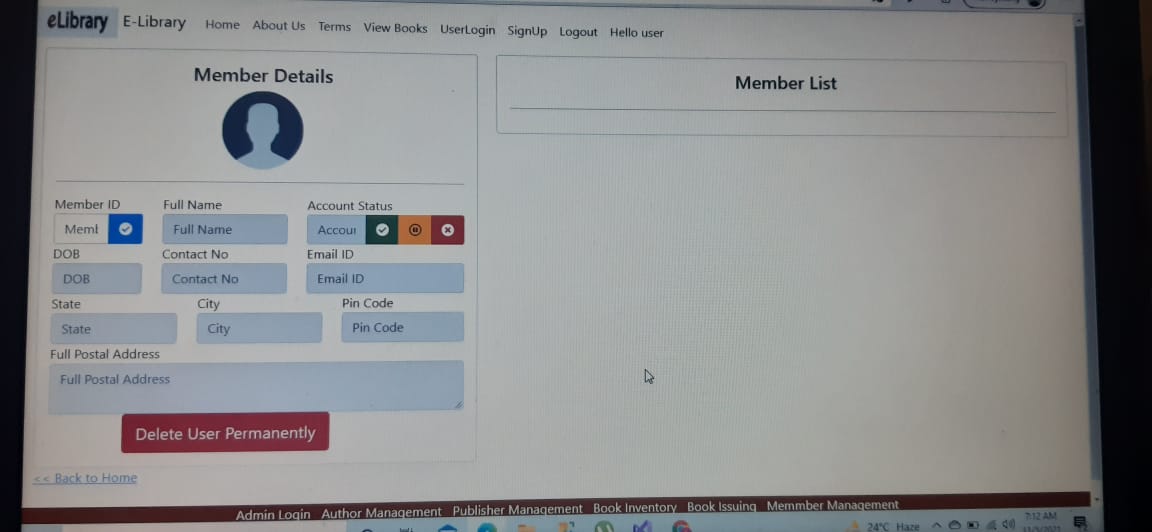 eLibrary E-Library Home About Us Terms View Books UserLogin SignUp Logout Hello user
Member Details
Member ID Full Name Account Status
Memb Full Name Accour
DOB Contact No Email ID
DOB Contact No Email ID
State City Pin Code
State City Pin Code
Full Postal Address
Full Postal Address
Delete User Permanently
<< Back to Home
Member List
Admin Login Author Management Publisher Management Book Inventory Book Issuing Memmber Management
24°C Haze 7:12 AM